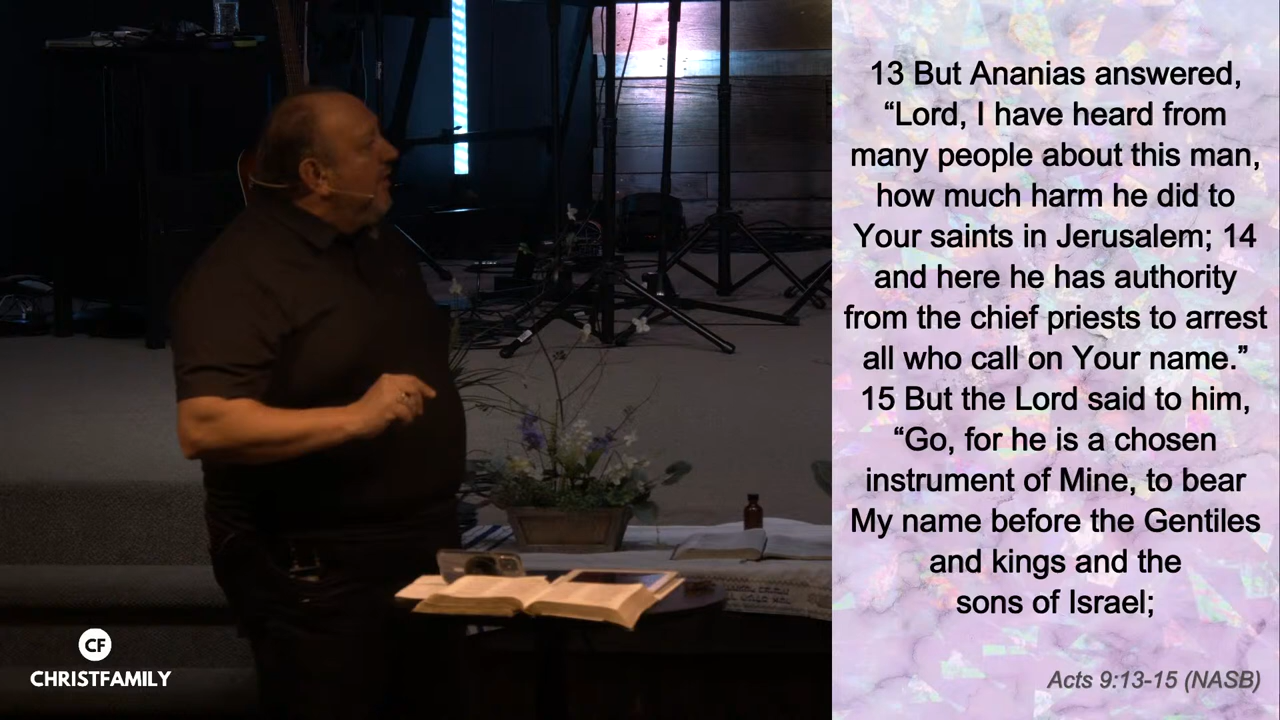 13 But Ananias answered,
“Lord, I have heard from
many people about this man,
how much harm he did to
Your saints in Jerusalem; 14
and here he has authority
from the chief priests to arrest
all who call on Your name.”
15 But the Lord said to him,
“Go, for he is a chosen
instrument of Mine, to bear
My name before the Gentiles
and kings and the
sons of Israel;
Acts 9:13-15 (NASB)
CF
CHRISTFAMILY